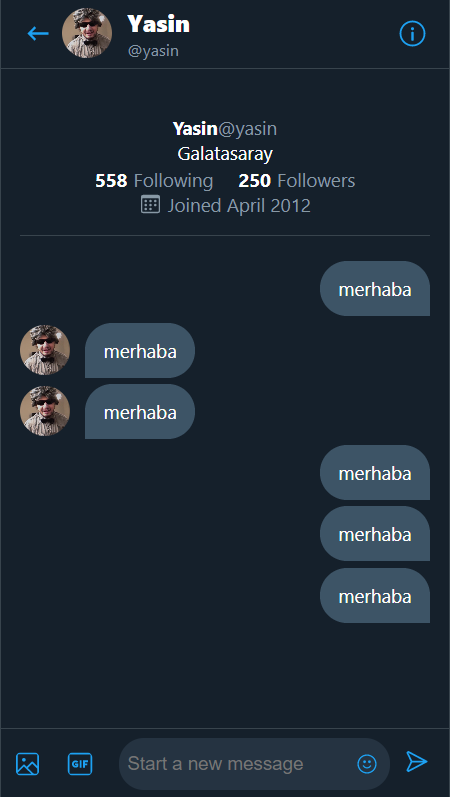 Yasin
@yasin
Yasin@yasin
Galatasaray
558 Following 250 Followers
Joined April 2012
merhaba
merhaba
merhaba
merhaba
merhaba
merhaba
GIF
Start a new message